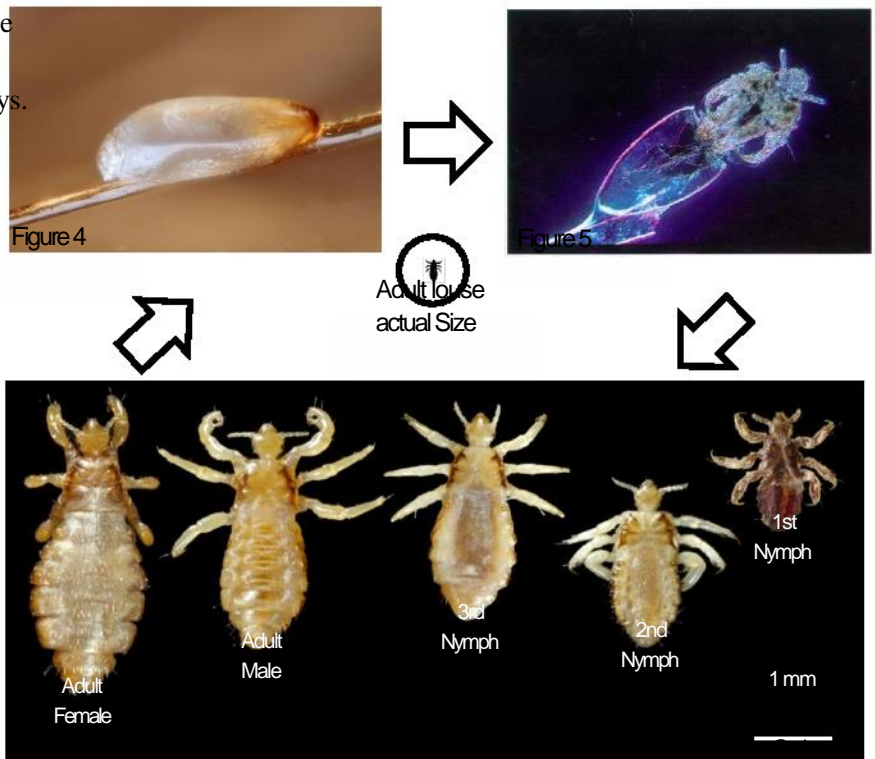 e
ys.
Figure 4
Figure 5
Adult louse
actual Size
Adult
Female
Adult
Male
3rd
Nymph
2nd
Nymph
1st
Nymph
1 mm